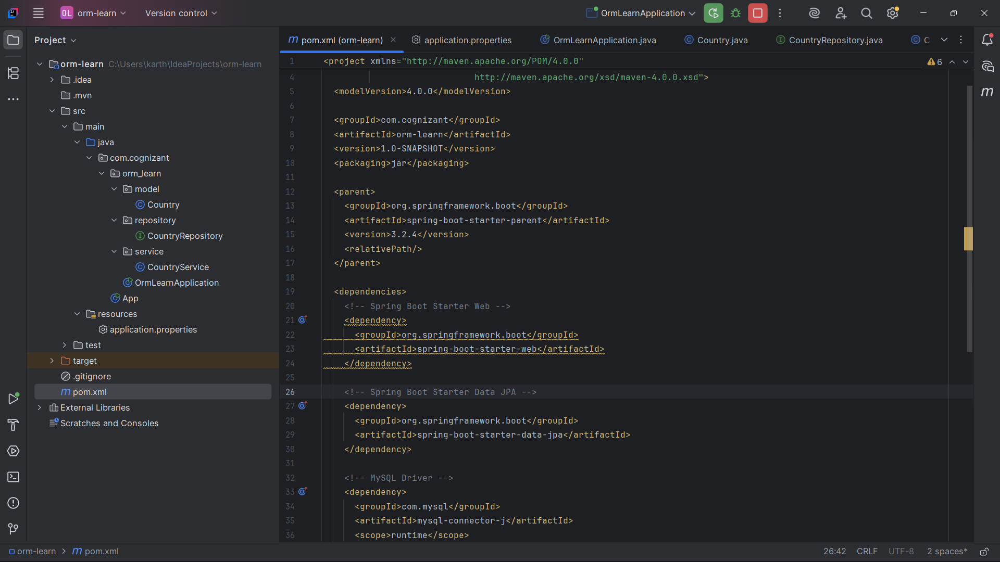 OL orm-learn Version control OrmLearnApplication
Project
orm-learn C:\Users\karth\IdeaProjects\orm-learn
.idea
.mvn
src
main
java
com.cognizant
orm_learn
model
Country
repository
CountryRepository
service
CountryService
OrmLearnApplication
App
resources
application.properties
test
target
.gitignore
pom.xml
External Libraries
Scratches and Consoles
pom.xml (orm-learn) application.properties OrmLearnApplication.java Country.java CountryRepository.java C
1 <project xmlns="http://maven.apache.org/POM/4.0.0" 6
4 http://maven.apache.org/xsd/maven-4.0.0.xsd">
5 <modelVersion>4.0.0</modelVersion>
6
7 <groupId>com.cognizant</groupId>
8 <artifactId>orm-learn</artifactId>
9 <version>1.0-SNAPSHOT</version>
10 <packaging>jar</packaging>
11
12 <parent>
13 <groupId>org.springframework.boot</groupId>
14 <artifactId>spring-boot-starter-parent</artifactId>
15 <version>3.2.4</version>
16 <relativePath/>
17 </parent>
18
19 <dependencies>
20 <!-- Spring Boot Starter Web -->
21 <dependency>
22 <groupId>org.springframework.boot</groupId>
23 <artifactId>spring-boot-starter-web</artifactId>
24 </dependency>
25
26 <!-- Spring Boot Starter Data JPA -->
27 <dependency>
28 <groupId>org.springframework.boot</groupId>
29 <artifactId>spring-boot-starter-data-jpa</artifactId>
30 </dependency>
31
32 <!-- MySQL Driver -->
33 <dependency>
34 <groupId>com.mysql</groupId>
35 <artifactId>mysql-connector-j</artifactId>
36 <scope>runtime</scope>
orm-learn > pom.xml 26:42 CRLF UTF-8 2 spaces*